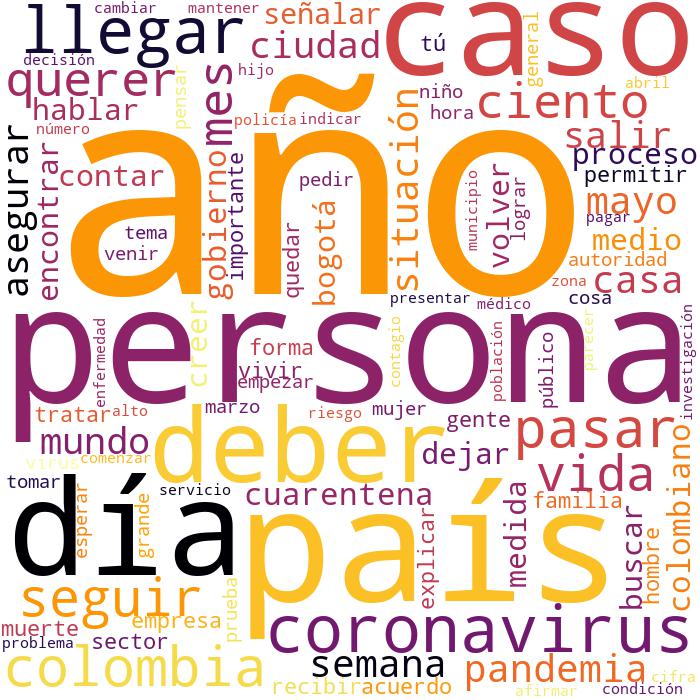 cambiar
mantener
llegar
señalar
caso
general
decisión
ciudad
tú
querer
pensar
mes
hijo
abril
hablar
niño
ciento
número
policía
indicar
hora
salir
asegurar
encontrar
contar
año
situación
proceso
permitir
gobierno
importante
pedir
municipio
volver
lograr
mayo
pagar
tema
venir
quedar
bogotá
medio
autoridad
zona
casa
presentar
médico
cosa
persona
creer
enfermedad
forma
contagio
población
público
parecer
investigación
vivir
empezar
tratar
alto
marzo
riesgo
mujer
gente
pasar
mundo
deber
dejar
virus
comenzar
vida
colombiano
tomar
día
esperar
grande
servicio
cuarentena
país
explicar
medida
familia
buscar
hombre
seguir
empresa
prueba
muerte
problema
sector
coronavirus
colombia
semana
pandemia
recibir
acuerdo
afirmar
condición
cifra